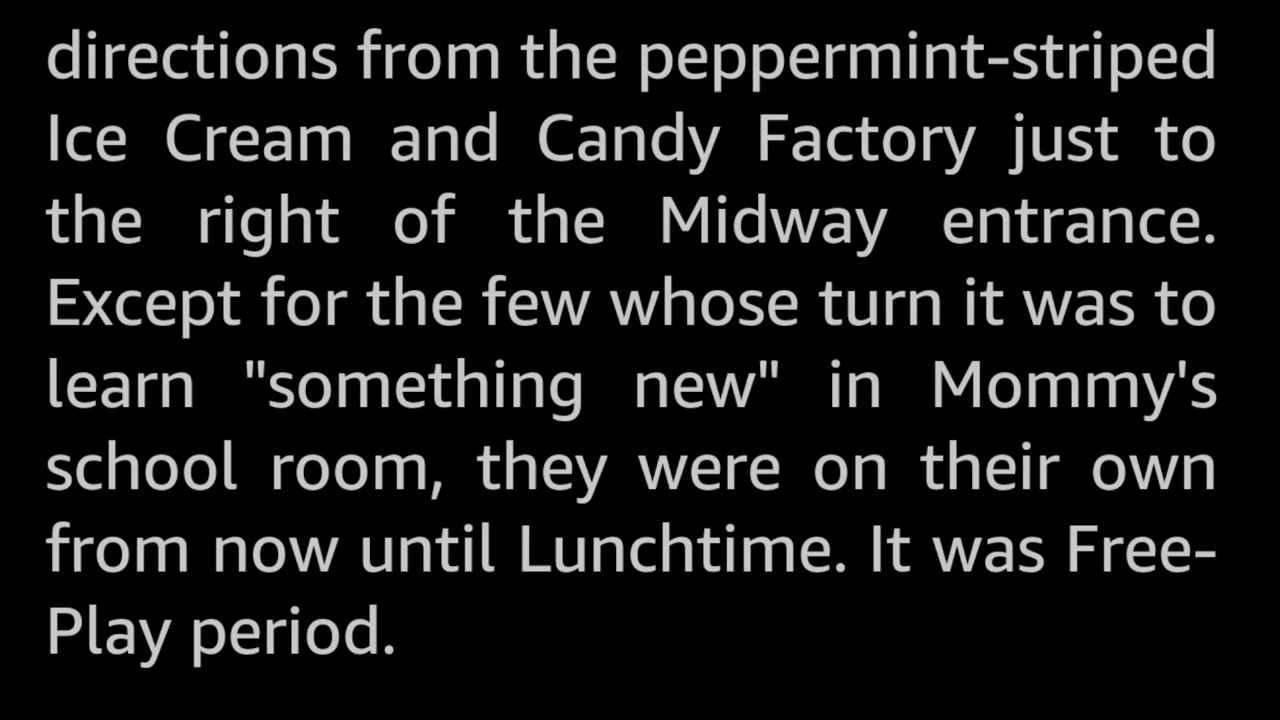 directions from the peppermint-striped
Ice Cream and Candy Factory just to
the right of the Midway entrance.
Except for the few whose turn it was to
learn "something new" in Mommy's
school room, they were on their own
from now until Lunchtime. It was Free-
Play period.